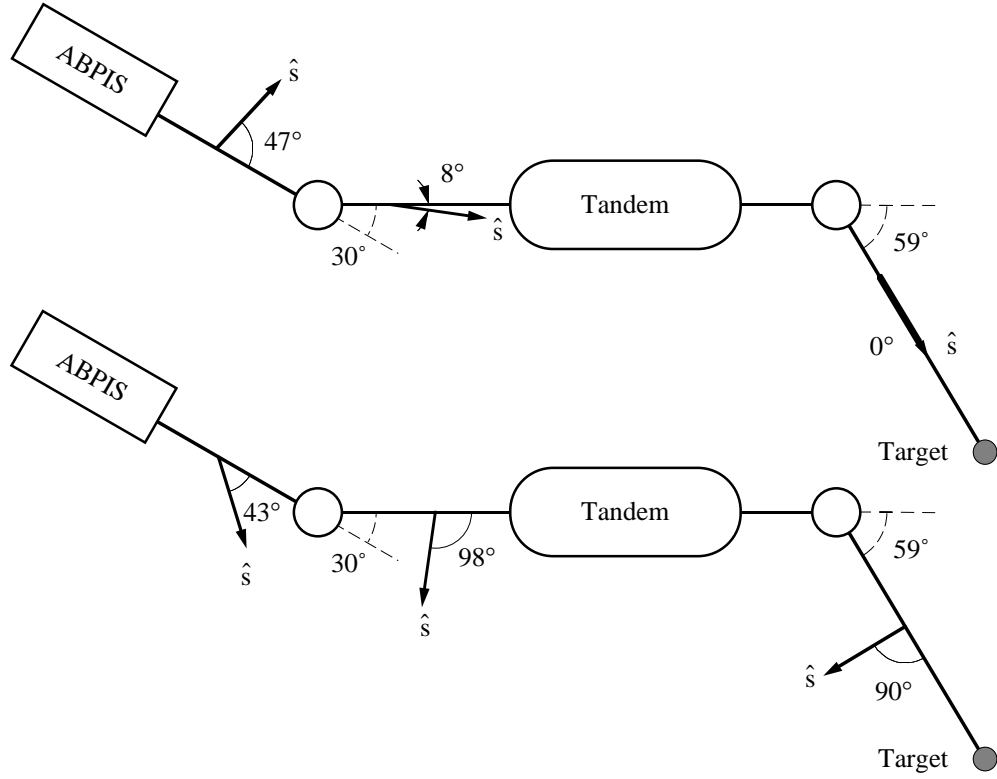 ABPIS
ŝ
47°
8°
Tandem
ŝ
30°
59°
0°
ŝ
ABPIS
Target
43°
Tandem
59°
30°
98°
ŝ
ŝ
ŝ
90°
Target